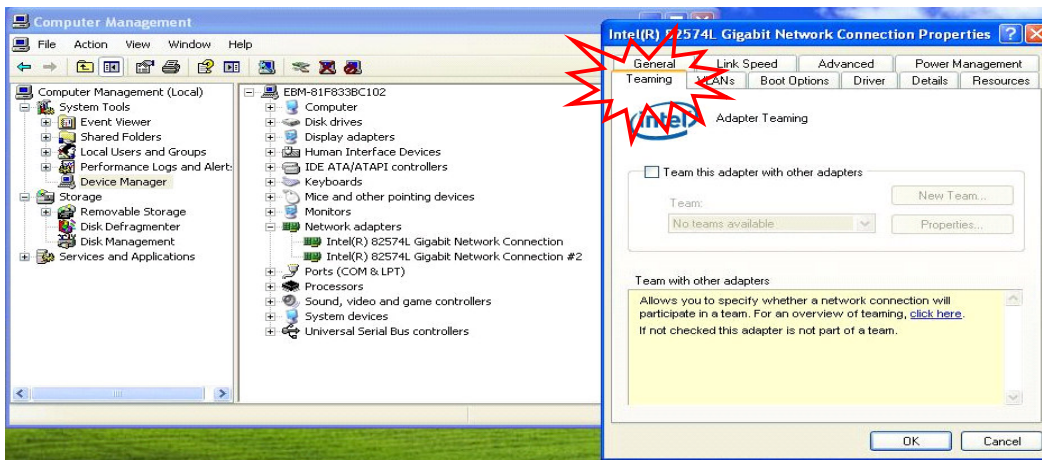 Computer Management
File Action View Window Help
Computer Management (Local)
System Tools
Event Viewer
Shared Folders
Local Users and Groups
Performance Logs and Alert
Device Manager
Storage
Removable Storage
Disk Defragmenter
Disk Management
Services and Applications
EBM-81F833BC102
Computer
Disk drives
Display adapters
Human Interface Devices
IDE ATA/ATAPI controllers
Keyboards
Mice and other pointing devices
Monitors
Network adapters
Intel(R) 82574L Gigabit Network Connection
Intel(R) 82574L Gigabit Network Connection #2
Ports (COM & LPT)
Processors
Sound, video and game controllers
System devices
Universal Serial Bus controllers
Intel(R) 82574L Gigabit Network Connection Properties
General Link Speed Advanced Power Management
Teaming VLANs Boot Options Driver Details Resources
intel Adapter Teaming
Team this adapter with other adapters
New Team...
Team:
No teams available
Properties...
Team with other adapters
Allows you to specify whether a network connection will
participate in a team. For an overview of teaming, click here.
If not checked this adapter is not part of a team.
OK Cancel